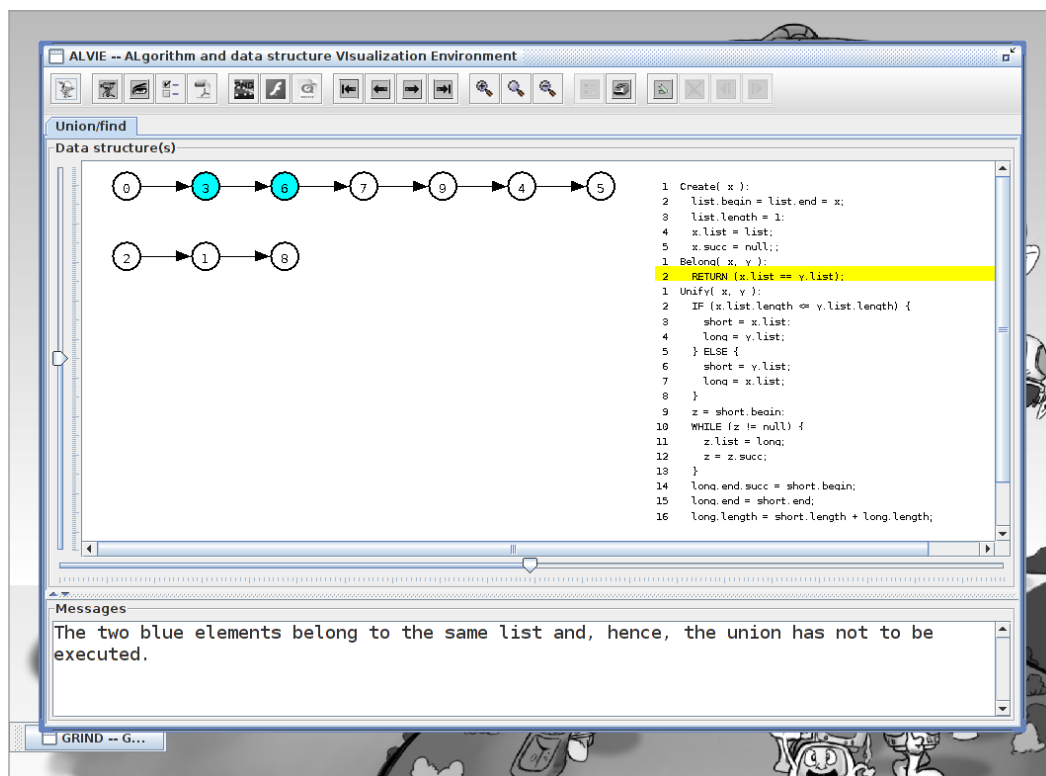 ALVIE -- ALgorithm and data structure VIsualization Environment
Union/find
Data structure(s)
0 3 6 7 9 4 5
2 1 8
1 Create( x ):
2 list.begin = list.end = x;
3 list.length = 1:
4 x.list = list;
5 x.succ = null;;
1 Belong( x, y ):
2 RETURN (x.list == y.list);
1 Unify( x, y ):
2 IF (x.list.length <= y.list.length) {
3 short = x.list:
4 long = y.list;
5 } ELSE {
6 short = y.list;
7 long = x.list;
8 }
9 z = short.begin:
10 WHILE (z != null) {
11 z.list = long;
12 z = z.succ;
13 }
14 long.end.succ = short.begin;
15 long.end = short.end;
16 long.length = short.length + long.length;
Messages
The two blue elements belong to the same list and, hence, the union has not to be
executed.
GRIND -- G...